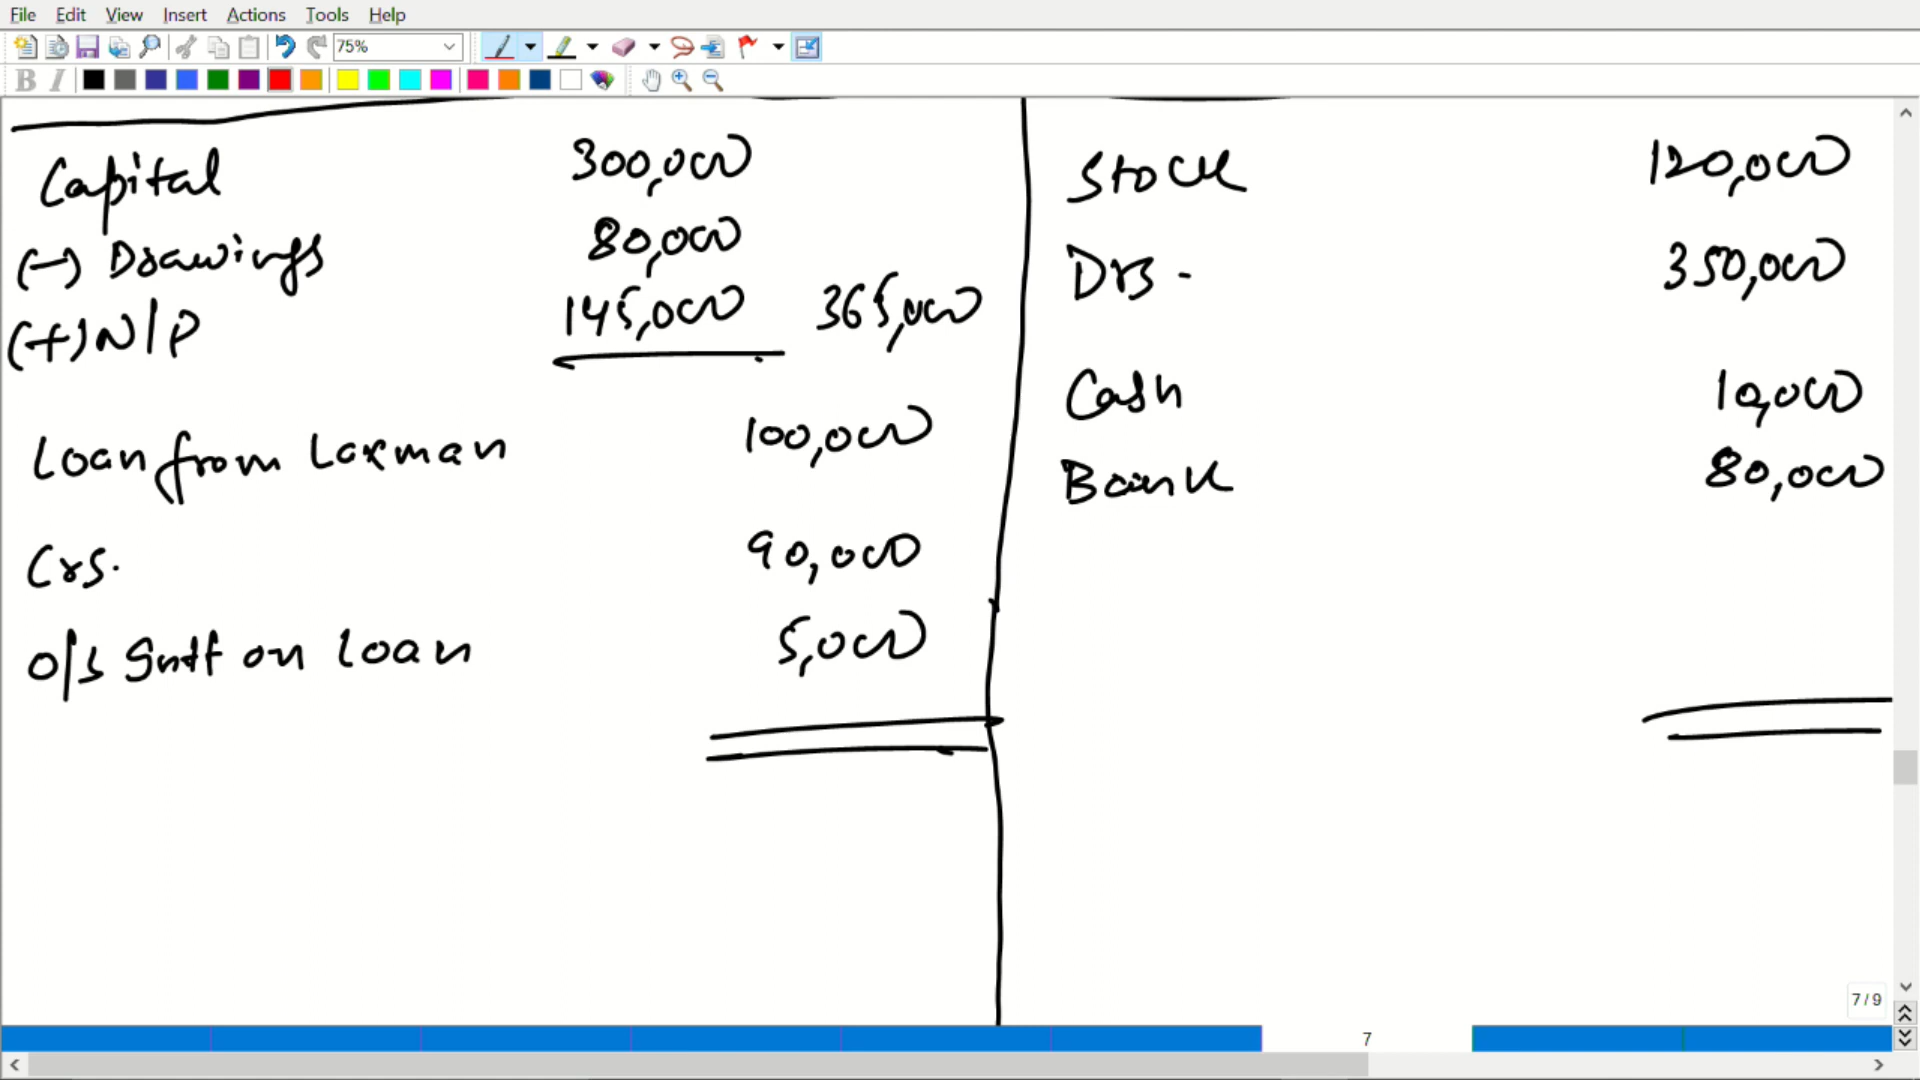 File Edit View Insert Actions Tools Help
75%
B I
Capital 300,000
(-) Drawings 80,000
(+) N/P 145,000 365,000
Loan from Laxman 100,000
Crs. 90,000
o/s Intt on loan 5,000
Stock 120,000
Drs. 350,000
Cash 10,000
Bank 80,000
7/9
7